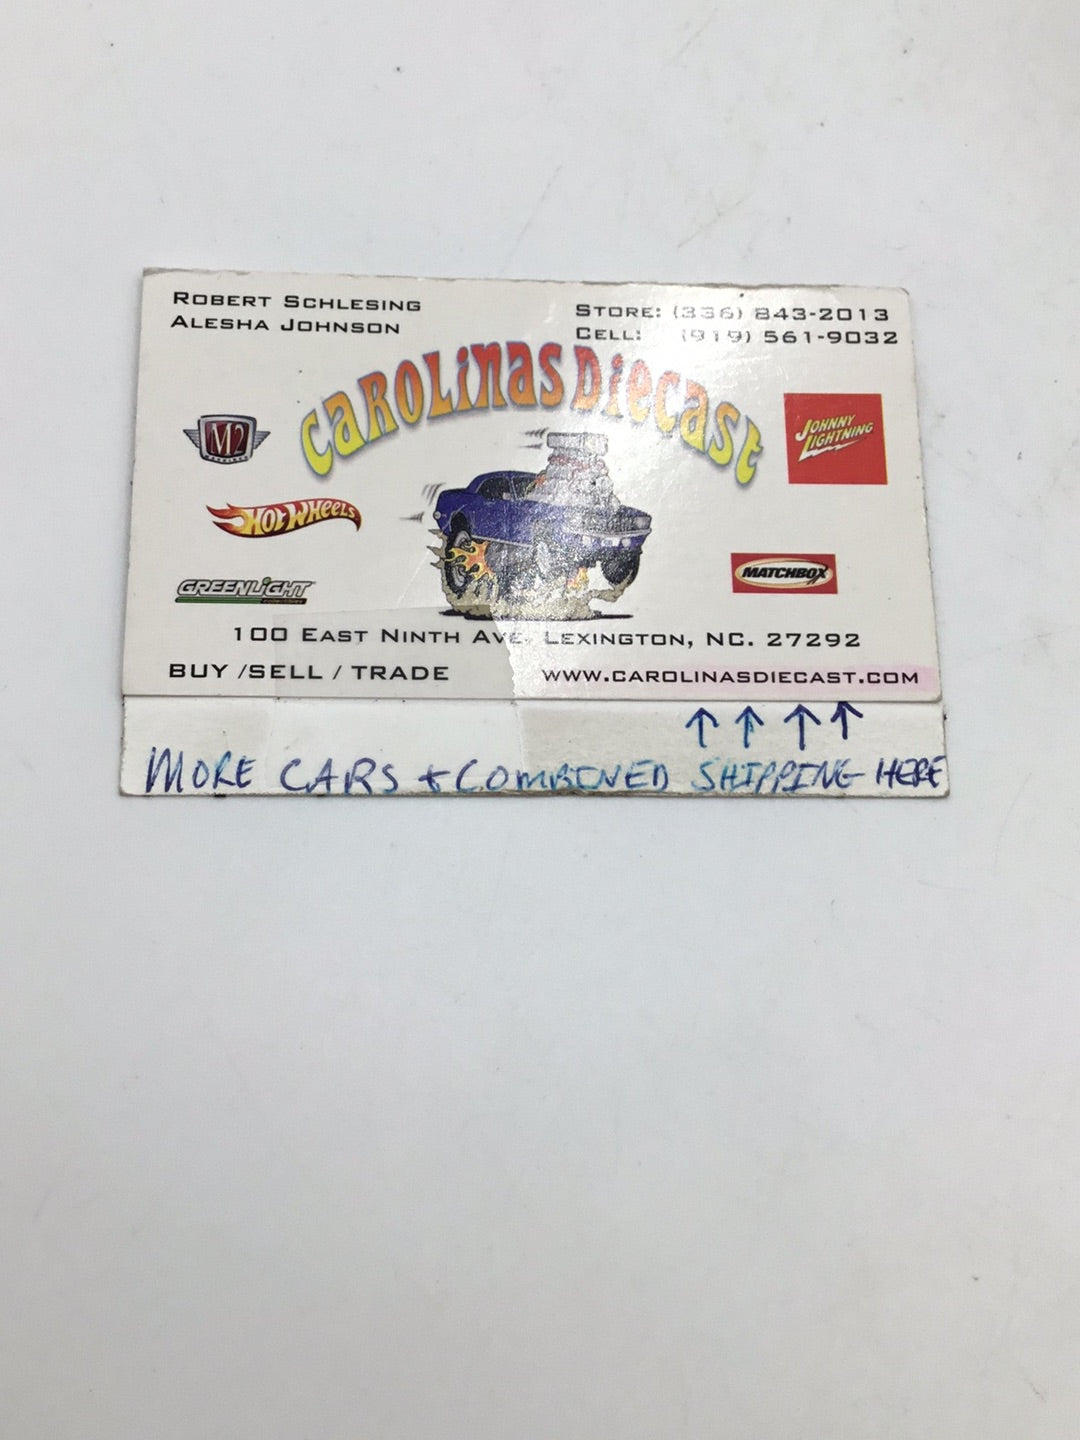 ROBERT SCHLESING
ALESHA JOHNSON
STORE: (336) 843-2013
CELL: (919) 561-9032
CAROLINAS DIECAST
M2
JOHNNY LIGHTNING
HOT WHEELS
GREENLIGHT
MATCHBOX
100 EAST NINTH AVE. LEXINGTON, NC. 27292
BUY /SELL / TRADE
WWW.CAROLINASDIECAST.COM
↑ ↑ ↑ ↑
MORE CARS + COMBINED SHIPPING HERE